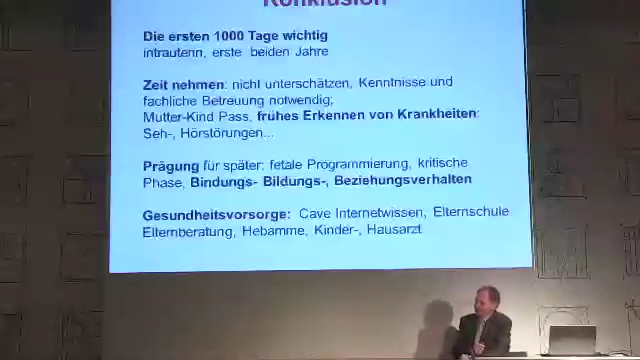 Konklusion
Die ersten 1000 Tage wichtig
intrauterin, erste beiden Jahre
Zeit nehmen: nicht unterschätzen, Kenntnisse und
fachliche Betreuung notwendig;
Mutter-Kind Pass, frühes Erkennen von Krankheiten:
Seh-, Hörstörungen...
Prägung für später: fetale Programmierung, kritische
Phase, Bindungs- Bildungs-, Beziehungsverhalten
Gesundheitsvorsorge: Cave Internetwissen, Elternschule
Elternberatung, Hebamme, Kinder-, Hausarzt